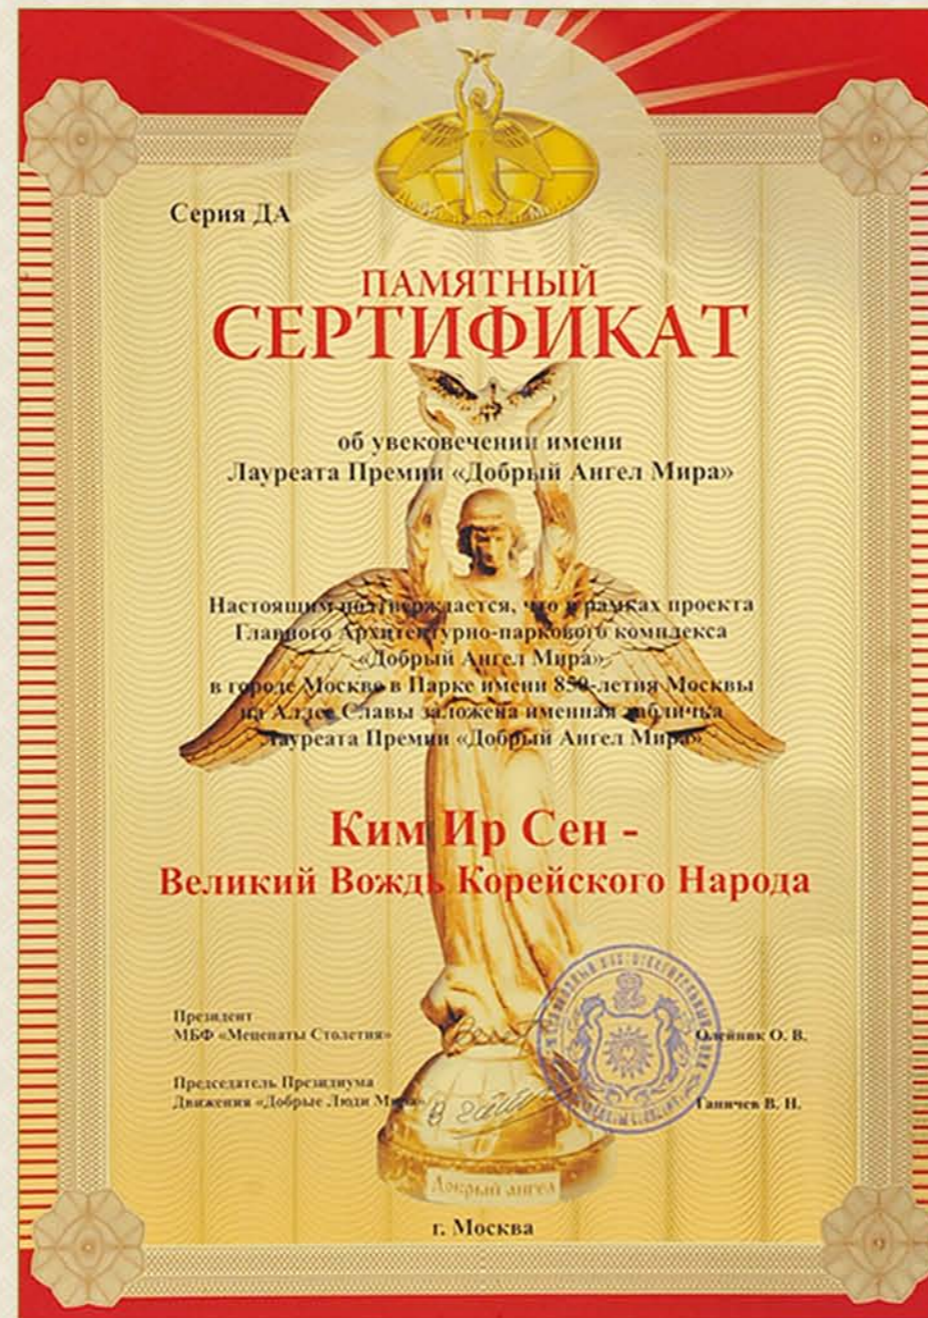 Серия ДА
ПАМЯТНЫЙ
СЕРТИФИКАТ
об увековечении имени
Лауреата Премии «Добрый Ангел Мира»
Настоящим подтверждается, что в рамках проекта
Главного Архитектурно-паркового комплекса
«Добрый Ангел Мира»
в городе Москве в Парке имени 850-летия Москвы
на Аллее Славы заложена именная табличка
Лауреата Премии «Добрый Ангел Мира»
Ким Ир Сен -
Великий Вождь Корейского Народа
Президент
МБФ «Меценаты Столетия»
Олейник О. В.
Председатель Президиума
Движения «Добрые Люди Мира»
Ганичев В. Н.
Добрый ангел
г. Москва